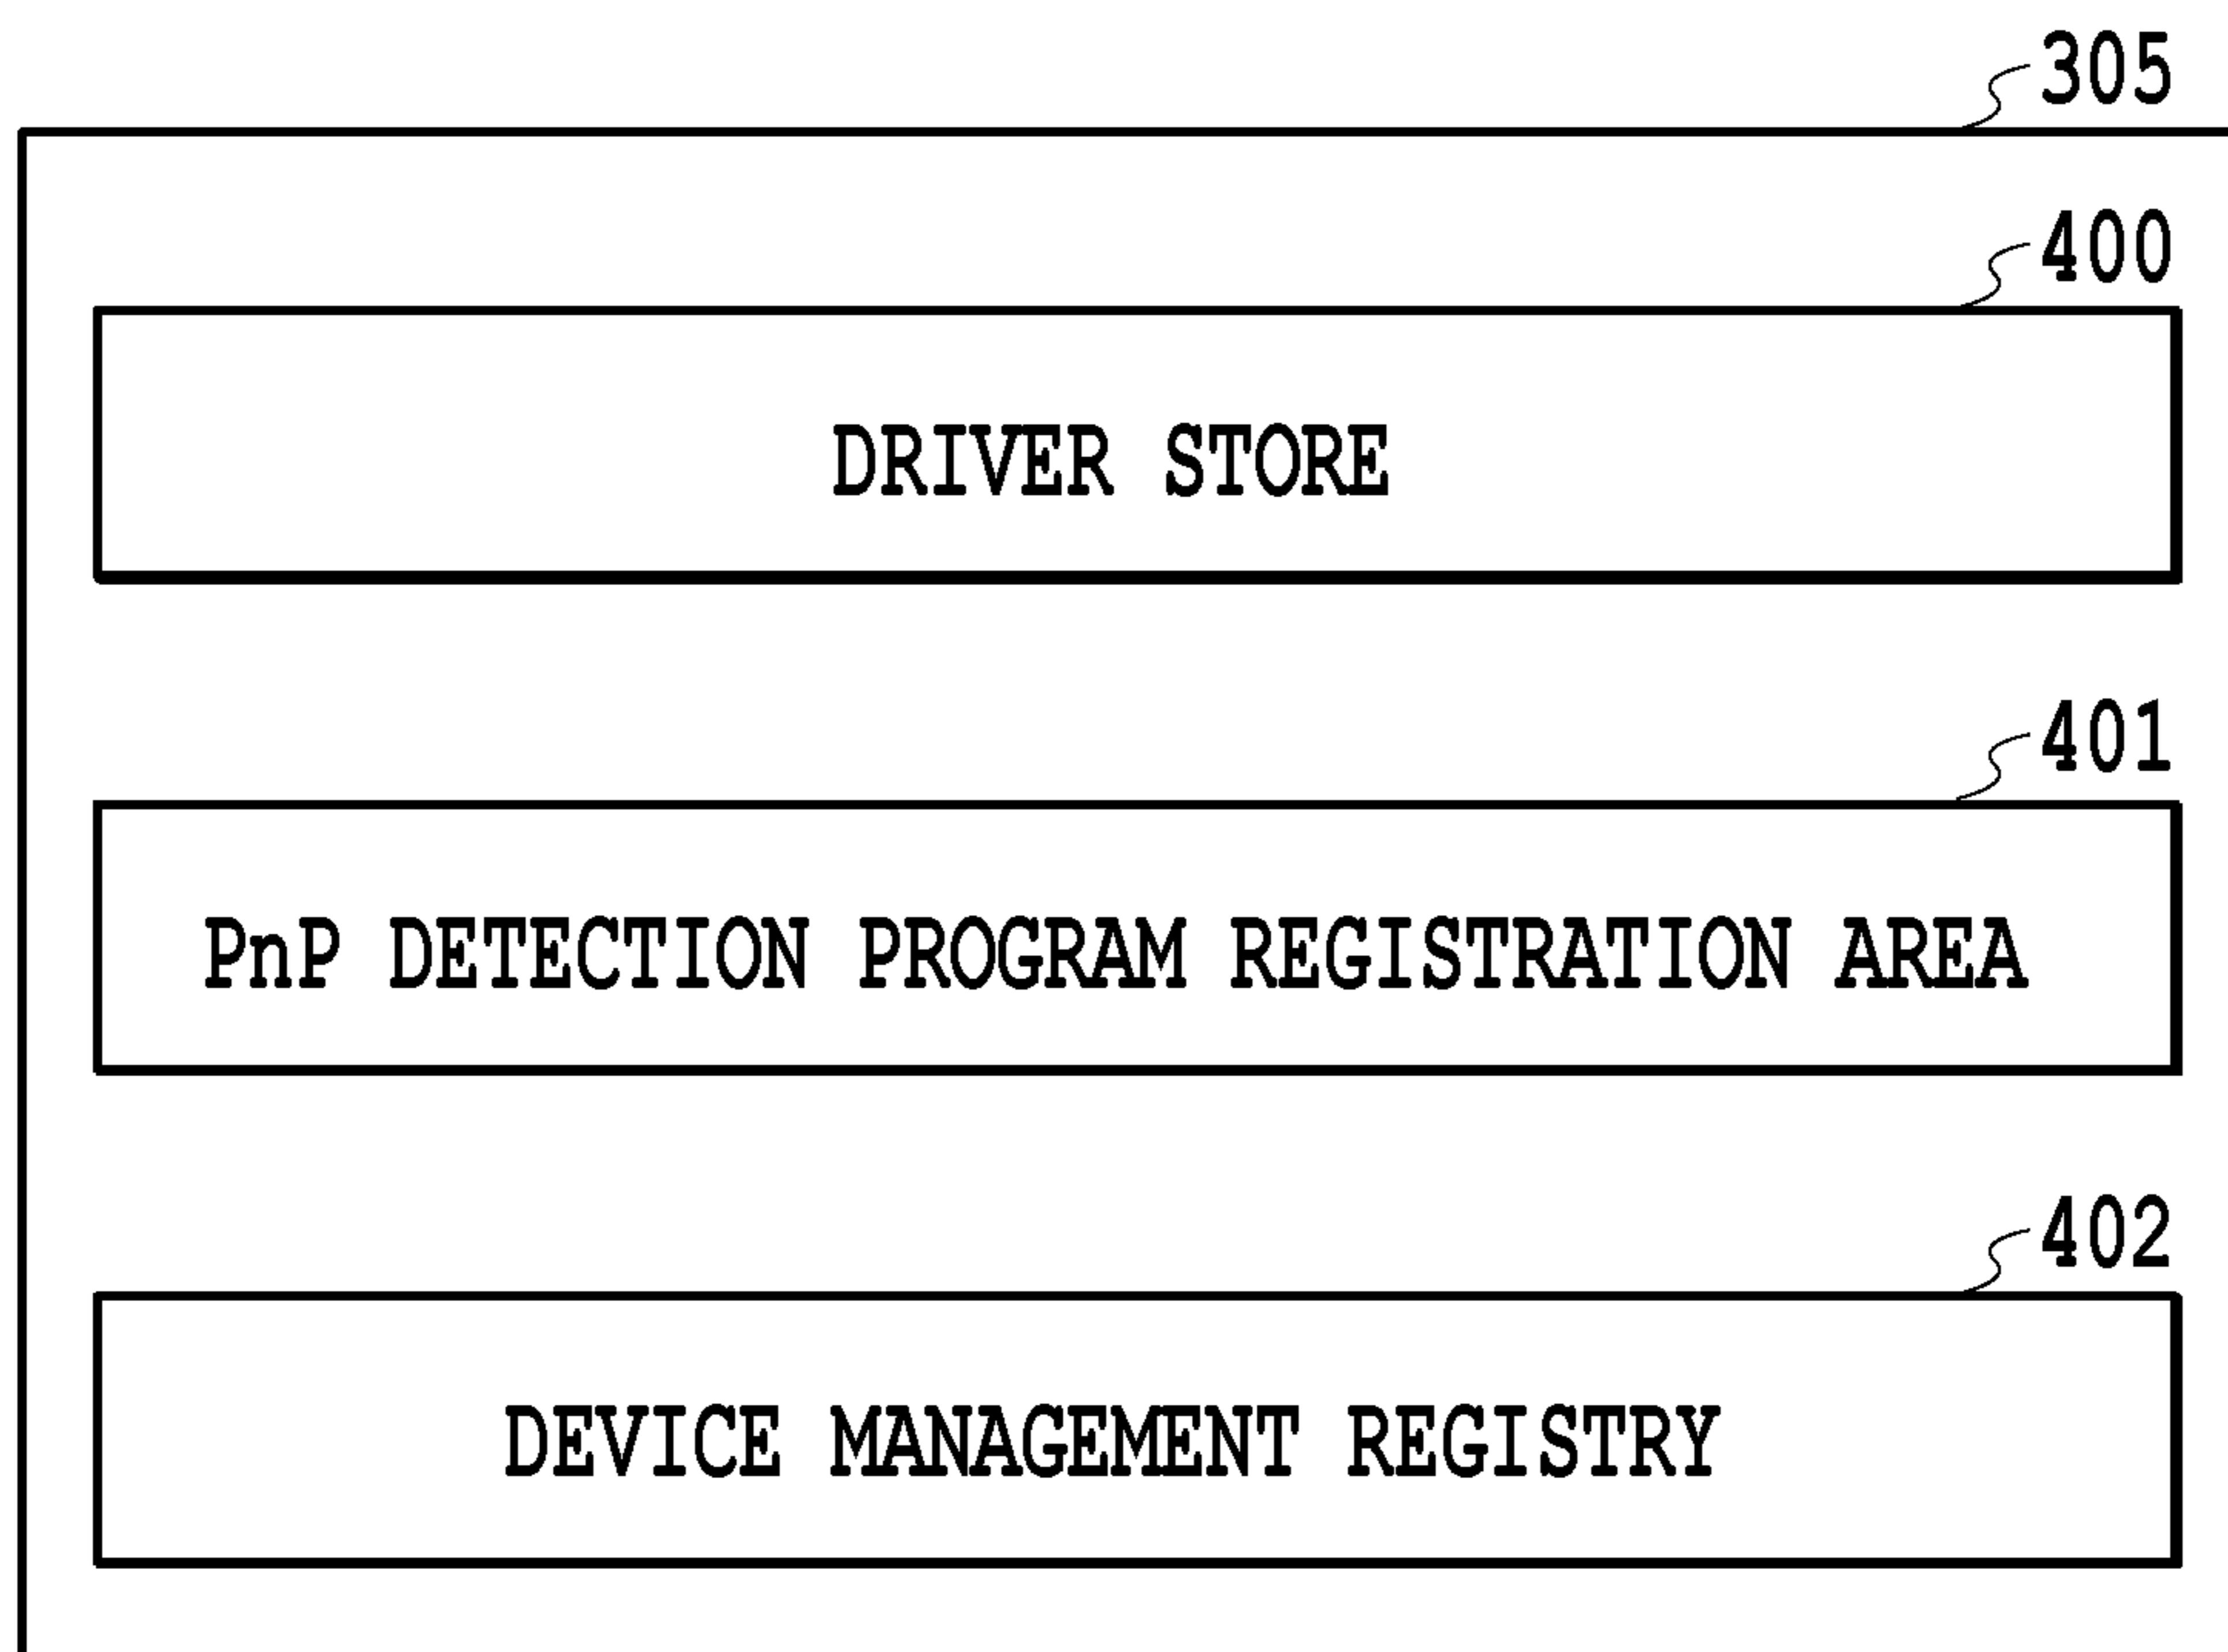 305
400
DRIVER STORE
401
PnP DETECTION PROGRAM REGISTRATION AREA
402
DEVICE MANAGEMENT REGISTRY